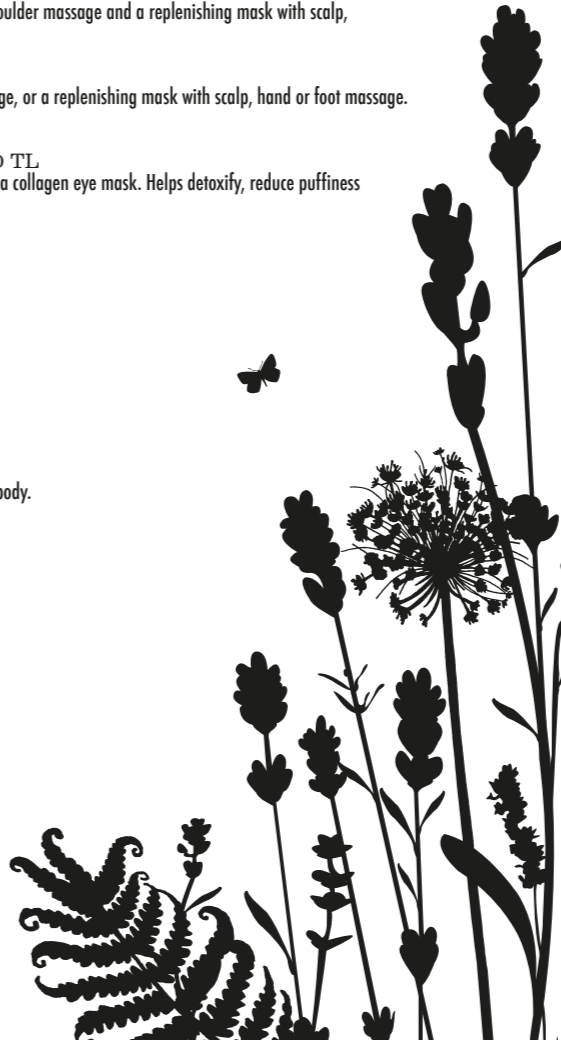 oulder massage and a replenishing mask with scalp,
ge, or a replenishing mask with scalp, hand or foot massage.
TL
a collagen eye mask. Helps detoxify, reduce puffiness
body.